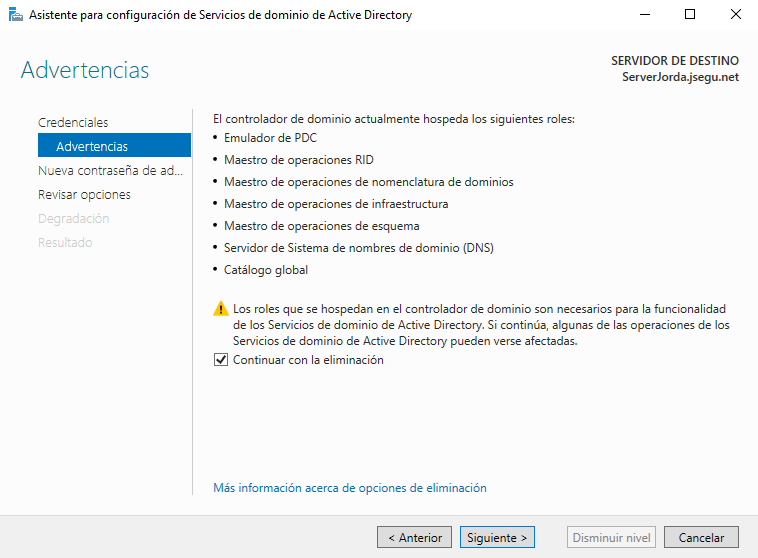 Asistente para configuración de Servicios de dominio de Active Directory
Advertencias
SERVIDOR DE DESTINO
ServerJorda.jsegu.net
Credenciales
Advertencias
Nueva contraseña de ad...
Revisar opciones
Degradación
Resultado
El controlador de dominio actualmente hospeda los siguientes roles:
• Emulador de PDC
• Maestro de operaciones RID
• Maestro de operaciones de nomenclatura de dominios
• Maestro de operaciones de infraestructura
• Maestro de operaciones de esquema
• Servidor de Sistema de nombres de dominio (DNS)
• Catálogo global
Los roles que se hospedan en el controlador de dominio son necesarios para la funcionalidad
de los Servicios de dominio de Active Directory. Si continúa, algunas de las operaciones de los
Servicios de dominio de Active Directory pueden verse afectadas.
Continuar con la eliminación
Más información acerca de opciones de eliminación
< Anterior
Siguiente >
Disminuir nivel
Cancelar